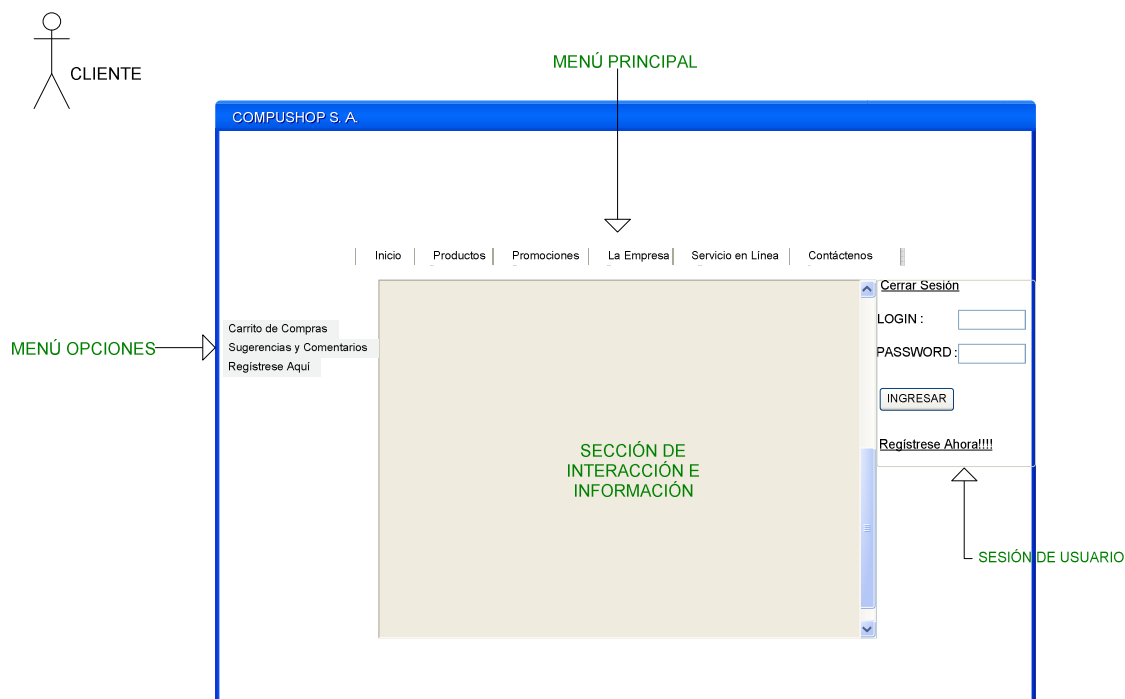 CLIENTE
MENÚ PRINCIPAL
COMPUSHOP S. A.
Inicio Productos Promociones La Empresa Servicio en Línea Contáctenos
Cerrar Sesión
LOGIN :
PASSWORD :
INGRESAR
Regístrese Ahora!!!!
MENÚ OPCIONES
Carrito de Compras
Sugerencias y Comentarios
Regístrese Aquí
SECCIÓN DE
INTERACCIÓN E
INFORMACIÓN
SESIÓN DE USUARIO